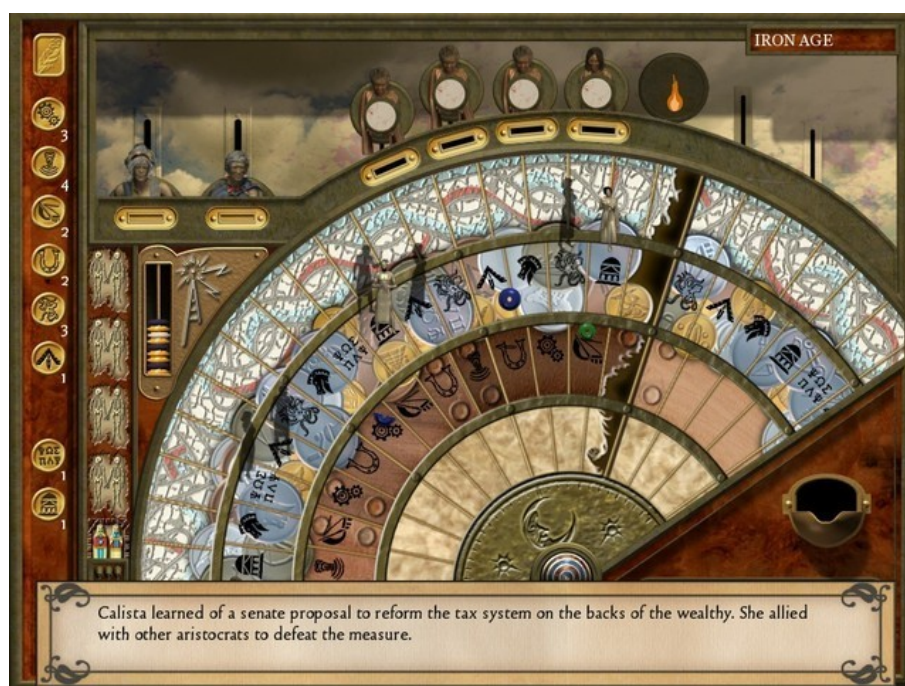 IRON AGE
3
4
2
2
3
1
1
1
Calista learned of a senate proposal to reform the tax system on the backs of the wealthy. She allied
with other aristocrats to defeat the measure.